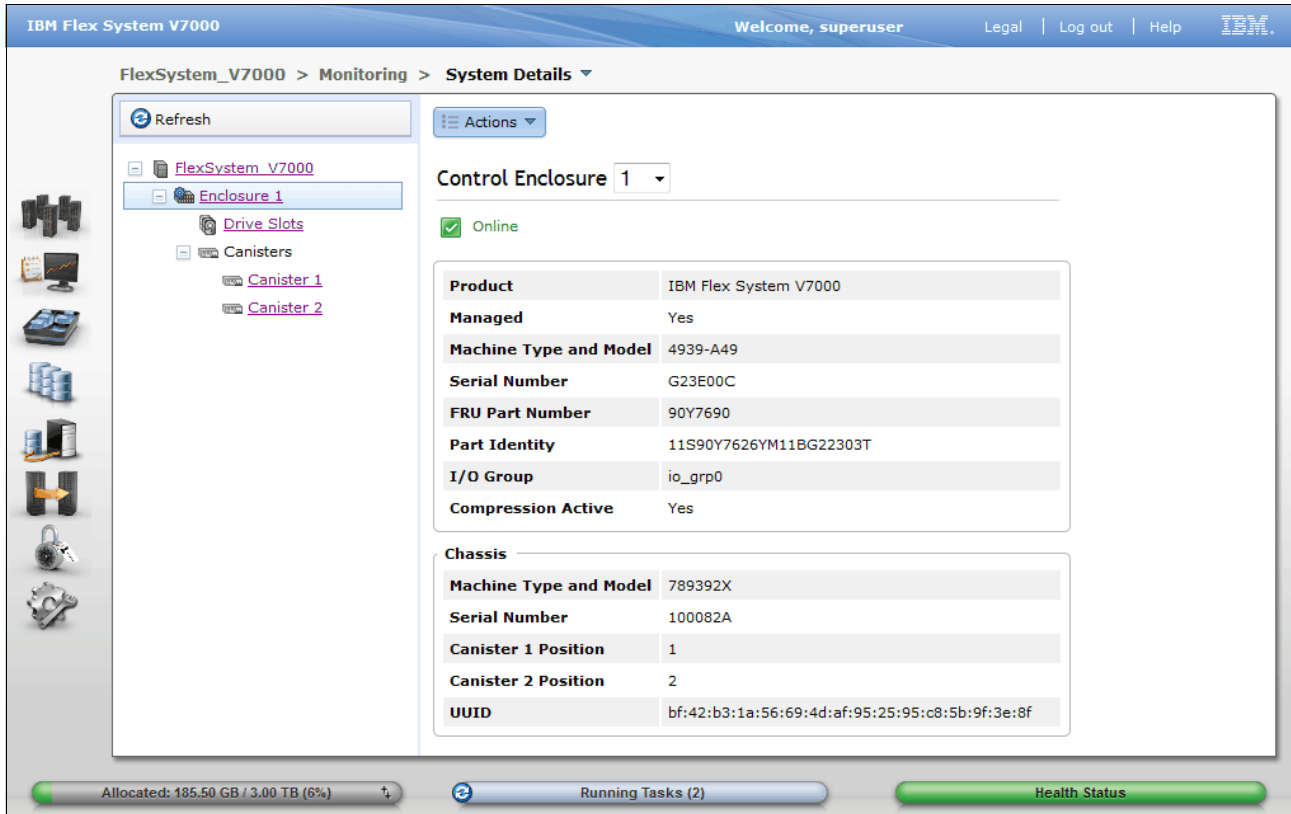 IBM Flex System V7000 Welcome, superuser Legal | Log out | Help IBM.
FlexSystem_V7000 > Monitoring > System Details
Refresh
Actions
FlexSystem_V7000
Enclosure 1
Drive Slots
Canisters
Canister 1
Canister 2
Control Enclosure 1
Online
Product IBM Flex System V7000
Managed Yes
Machine Type and Model 4939-A49
Serial Number G23E00C
FRU Part Number 90Y7690
Part Identity 11S90Y7626YM11BG22303T
I/O Group io_grp0
Compression Active Yes
Chassis
Machine Type and Model 789392X
Serial Number 100082A
Canister 1 Position 1
Canister 2 Position 2
UUID bf:42:b3:1a:56:69:4d:af:95:25:95:c8:5b:9f:3e:8f
Allocated: 185.50 GB / 3.00 TB (6%) Running Tasks (2) Health Status